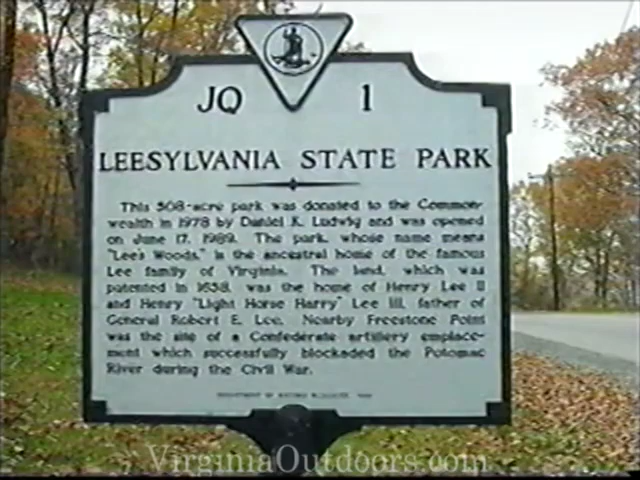 JQ 1
LEESYLVANIA STATE PARK
This 508-acre park was donated to the Common-
wealth in 1978 by Daniel K. Ludwig and was opened
on June 17, 1989. The park, whose name means
"Lee's Woods," is the ancestral home of the famous
Lee family of Virginia. The land, which was
patented in 1658, was the home of Henry Lee II
and Henry "Light Horse Harry" Lee III, father of
General Robert E. Lee. Nearby Freestone Point
was the site of a Confederate artillery emplace-
ment which successfully blockaded the Potomac
River during the Civil War.
DEPARTMENT OF HISTORIC RESOURCES,
VirginiaOutdoors.com